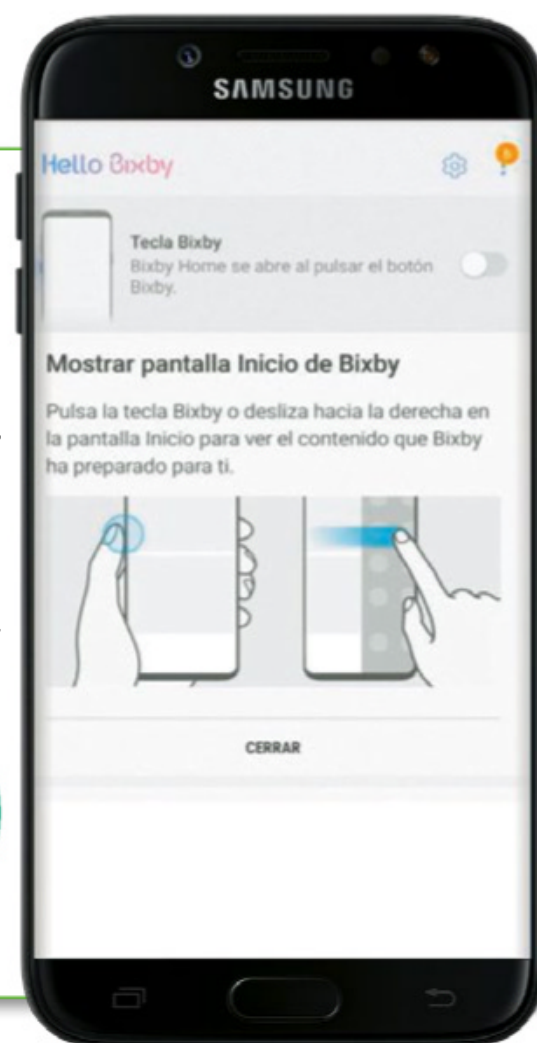 SAMSUNG
Hello Bixby
Tecla Bixby
Bixby Home se abre al pulsar el botón
Bixby.
Mostrar pantalla Inicio de Bixby
Pulsa la tecla Bixby o desliza hacia la derecha en
la pantalla Inicio para ver el contenido que Bixby
ha preparado para ti.
CERRAR